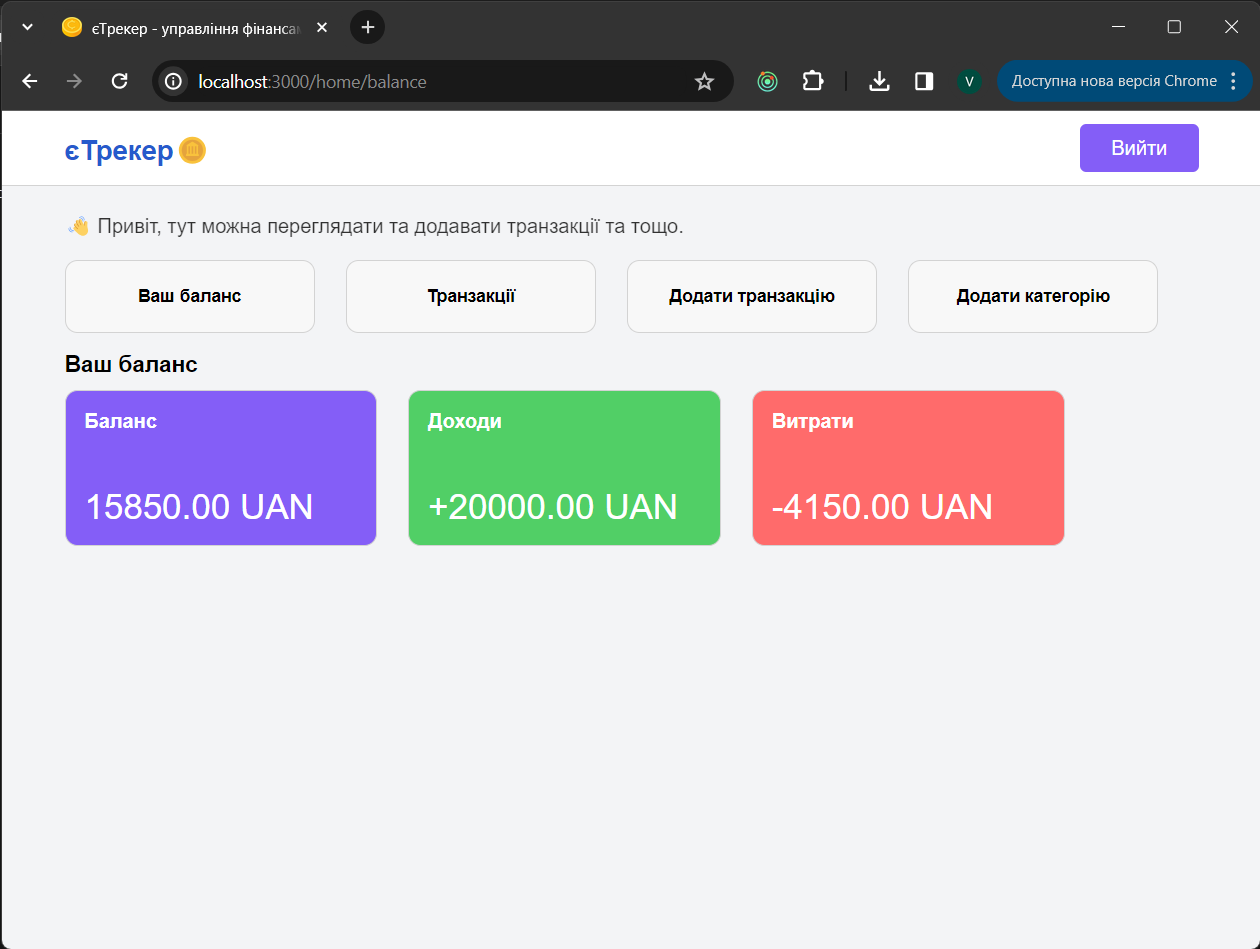 єТрекер - управління фінансам
localhost:3000/home/balance
V
Доступна нова версія Chrome
єТрекер
Вийти
👋 Привіт, тут можна переглядати та додавати транзакції та тощо.
Ваш баланс
Транзакції
Додати транзакцію
Додати категорію
Ваш баланс
Баланс
15850.00 UAN
Доходи
+20000.00 UAN
Витрати
-4150.00 UAN